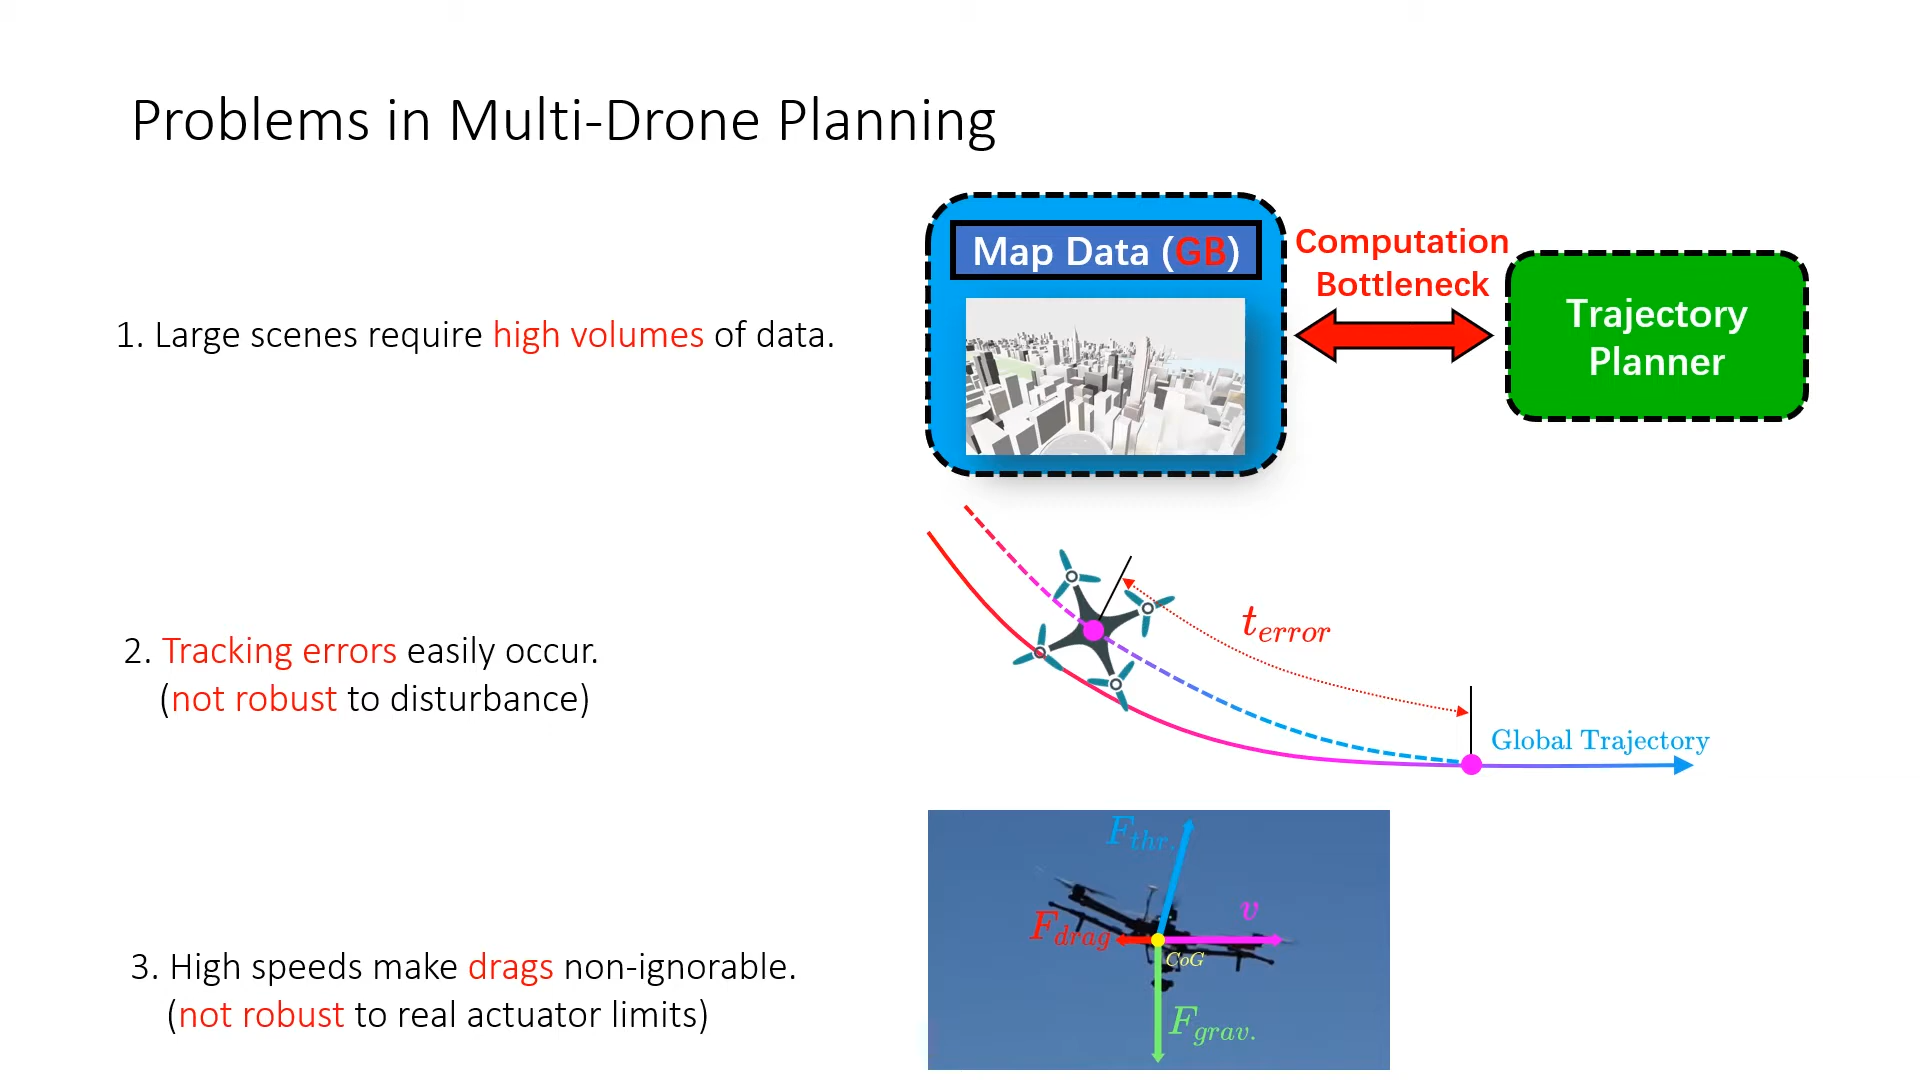 Problems in Multi-Drone Planning
1. Large scenes require high volumes of data.
Map Data (GB)
Computation
Bottleneck
Trajectory
Planner
2. Tracking errors easily occur.
(not robust to disturbance)
t_error
Global Trajectory
3. High speeds make drags non-ignorable.
(not robust to real actuator limits)
F_thr.
v
F_drag
CoG
F_grav.